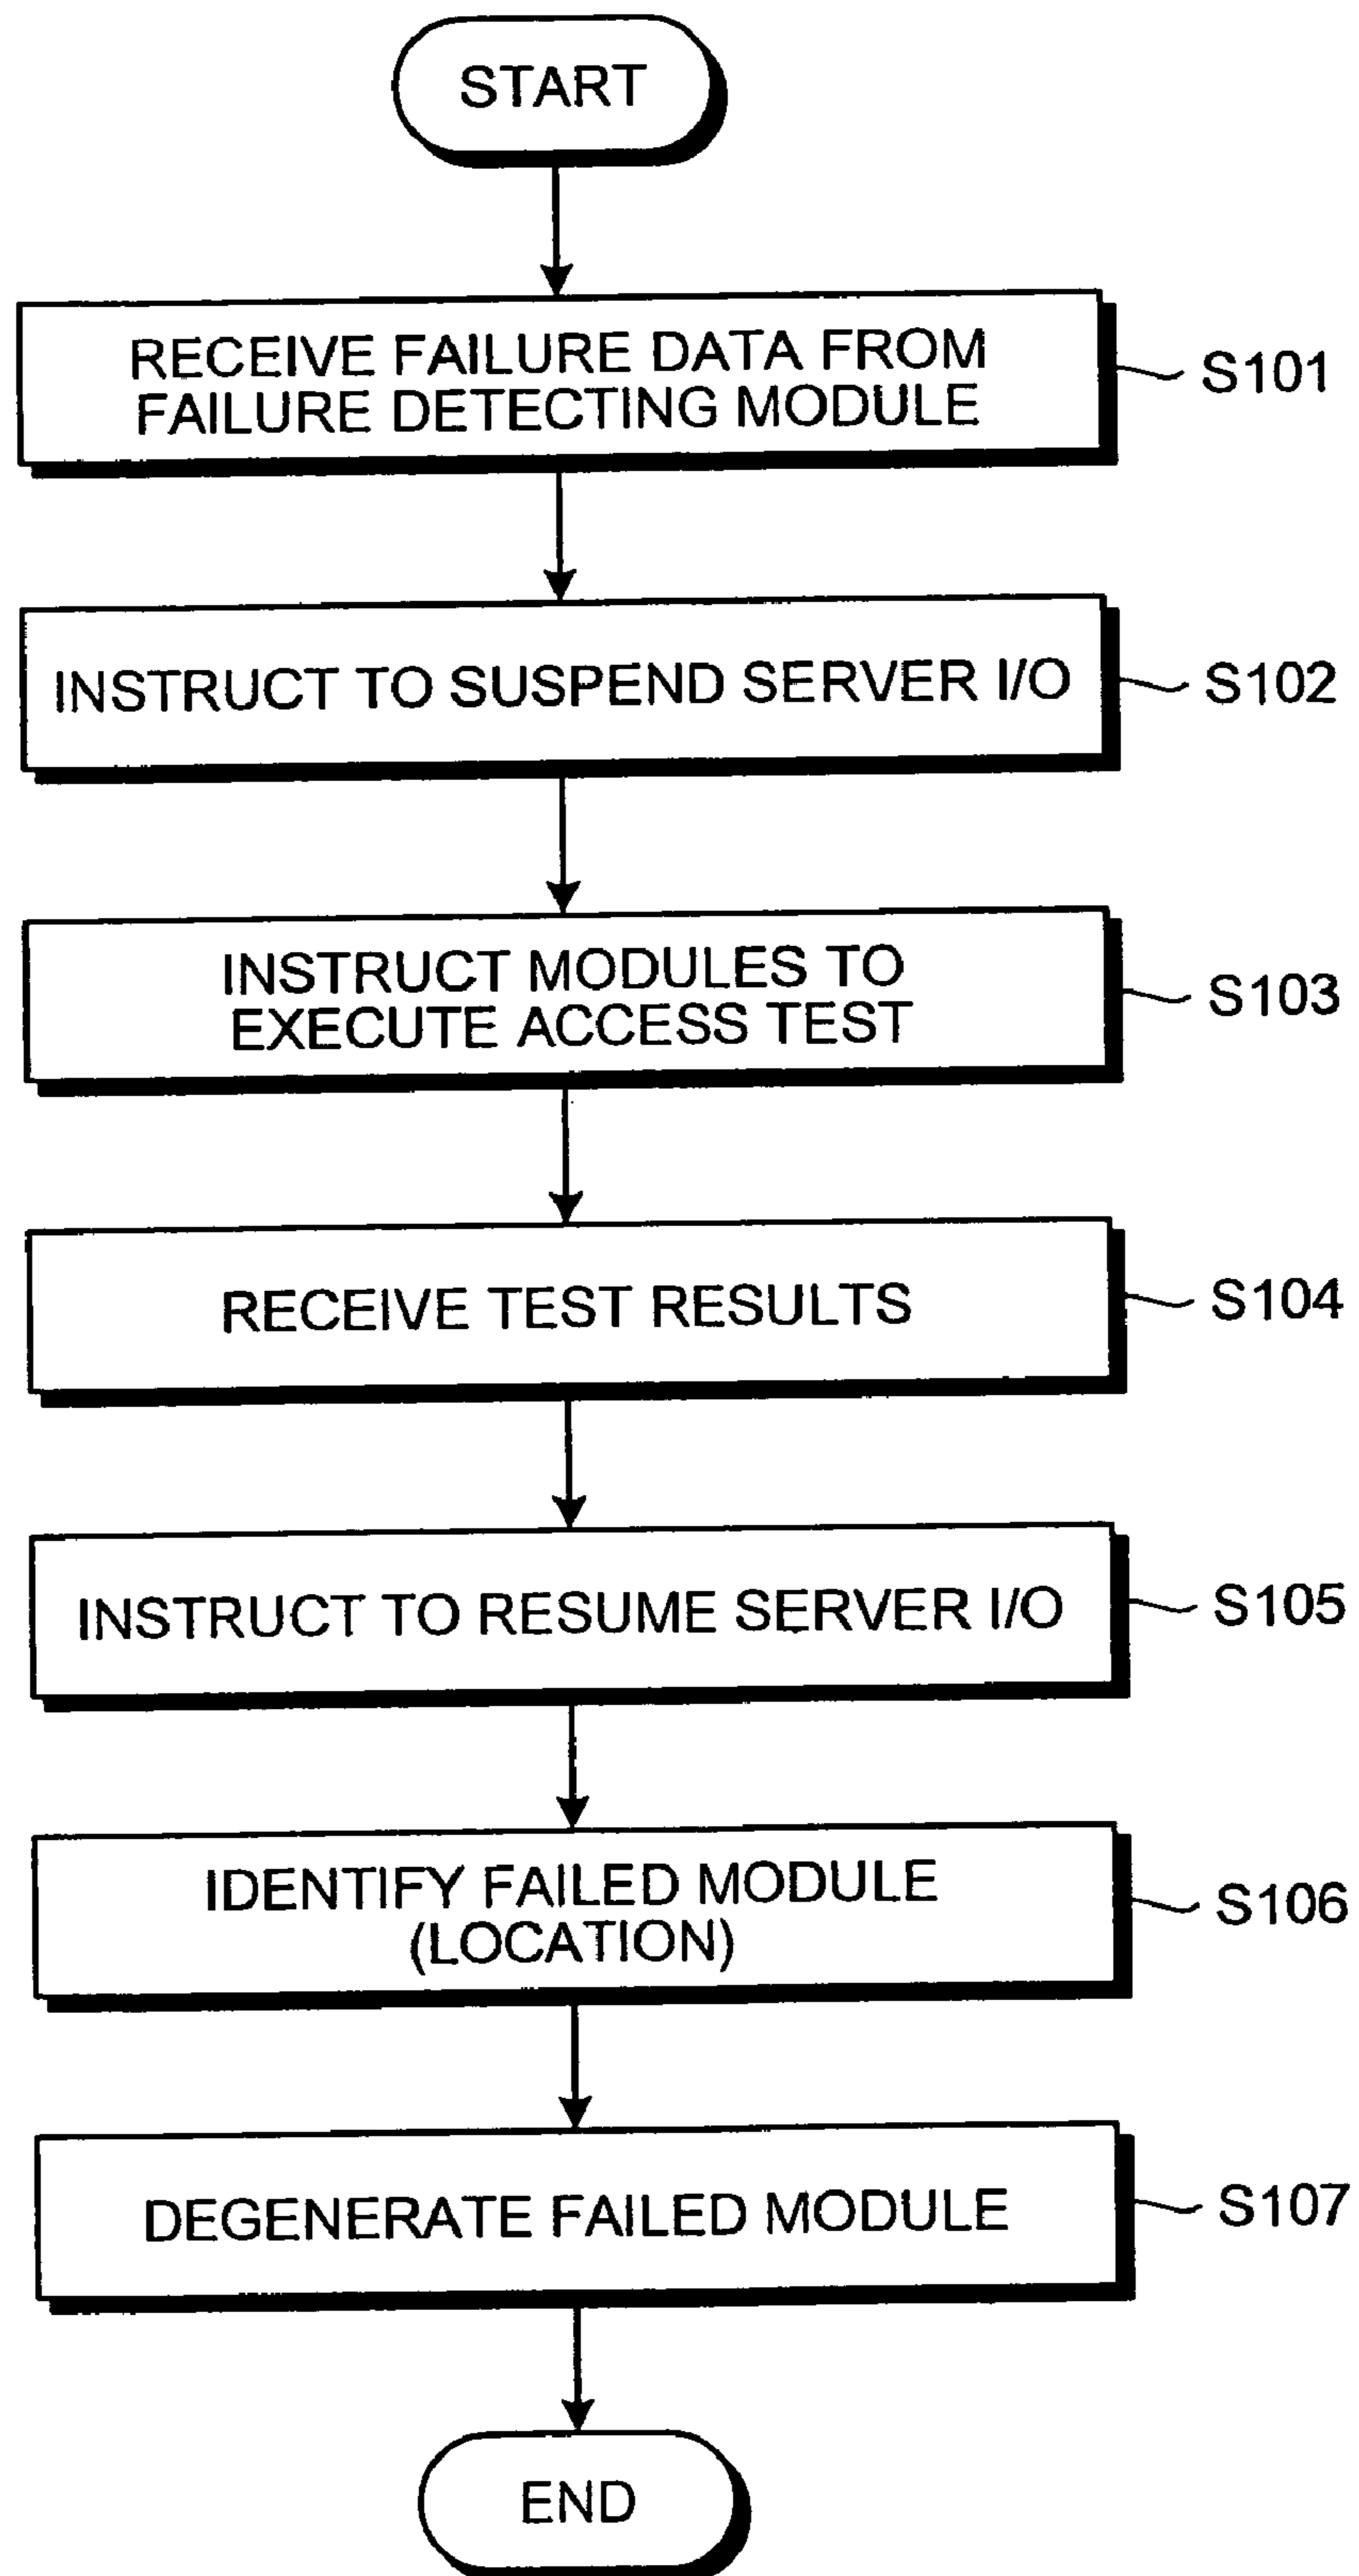 START
RECEIVE FAILURE DATA FROM
FAILURE DETECTING MODULE
S101
INSTRUCT TO SUSPEND SERVER I/O
S102
INSTRUCT MODULES TO
EXECUTE ACCESS TEST
S103
RECEIVE TEST RESULTS
S104
INSTRUCT TO RESUME SERVER I/O
S105
IDENTIFY FAILED MODULE
(LOCATION)
S106
DEGENERATE FAILED MODULE
S107
END